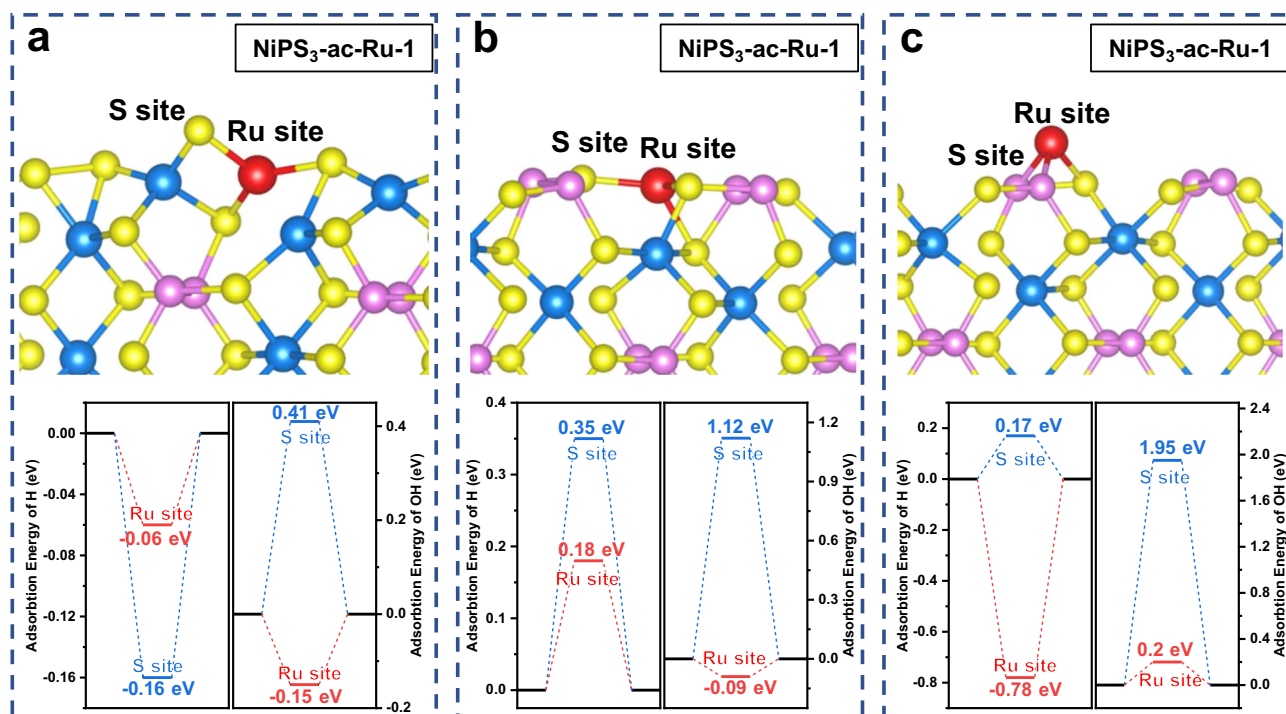 a
NiPS₃-ac-Ru-1
S site
Ru site
Adsorbtion Energy of H (eV)
0.00
-0.04
-0.08
-0.12
-0.16
Ru site
-0.06 eV
S site
-0.16 eV
0.41 eV
S site
Ru site
-0.15 eV
0.4
0.2
0.0
-0.2
Adsorbtion Energy of OH (eV)
b
NiPS₃-ac-Ru-1
S site
Ru site
Adsorbtion Energy of H (eV)
0.4
0.3
0.2
0.1
0.0
0.35 eV
S site
0.18 eV
Ru site
1.12 eV
S site
Ru site
-0.09 eV
1.2
0.9
0.6
0.3
0.0
Adsorbtion Energy of OH (eV)
c
NiPS₃-ac-Ru-1
Ru site
S site
Adsorbtion Energy of H (eV)
0.2
0.0
-0.2
-0.4
-0.6
-0.8
0.17 eV
S site
Ru site
-0.78 eV
1.95 eV
S site
0.2 eV
Ru site
2.4
2.0
1.6
1.2
0.8
0.4
0.0
Adsorbtion Energy of OH (eV)